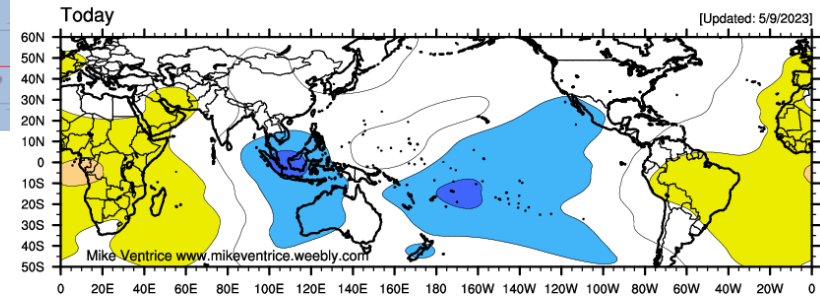 Today
[Updated: 5/9/2023]
60N
50N
40N
30N
20N
10N
0
10S
20S
30S
40S
50S
Mike Ventrice www.mikeventrice.weebly.com
0 20E 40E 60E 80E 100E 120E 140E 160E 180 160W 140W 120W 100W 80W 60W 40W 20W 0